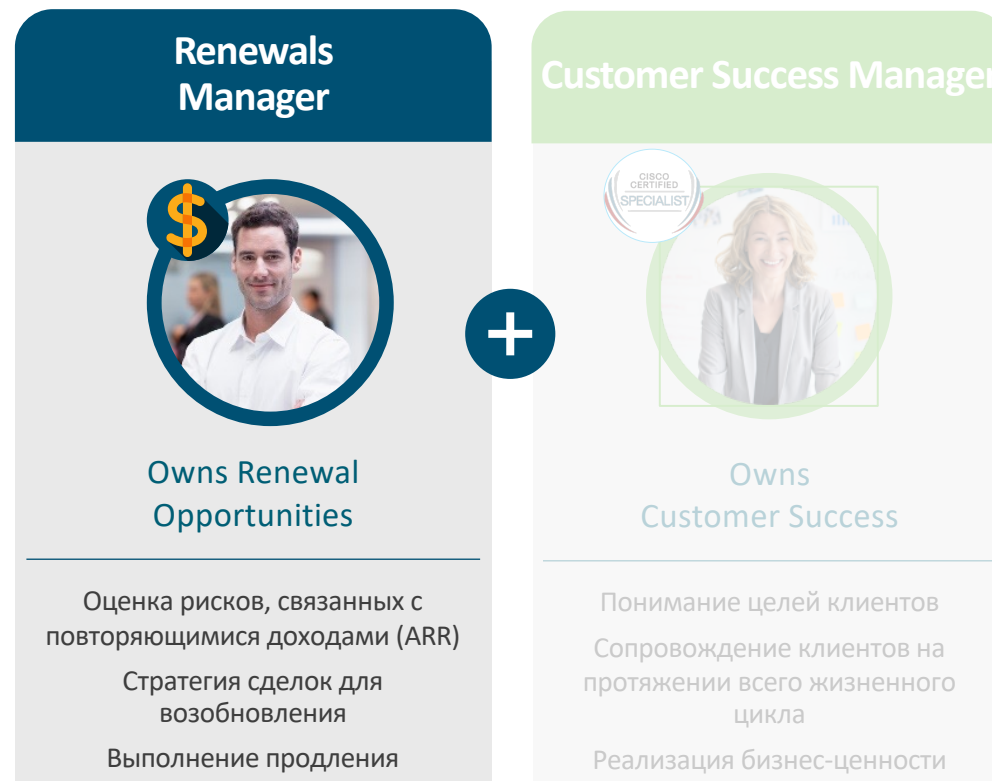 Renewals
Manager
$
Owns Renewal
Opportunities
Оценка рисков, связанных с
повторяющимися доходами (ARR)
Стратегия сделок для
возобновления
Выполнение продления
+
Customer Success Manager
CISCO
CERTIFIED
SPECIALIST
Owns
Customer Success
Понимание целей клиентов
Сопровождение клиентов на
протяжении всего жизненного
цикла
Реализация бизнес-ценности